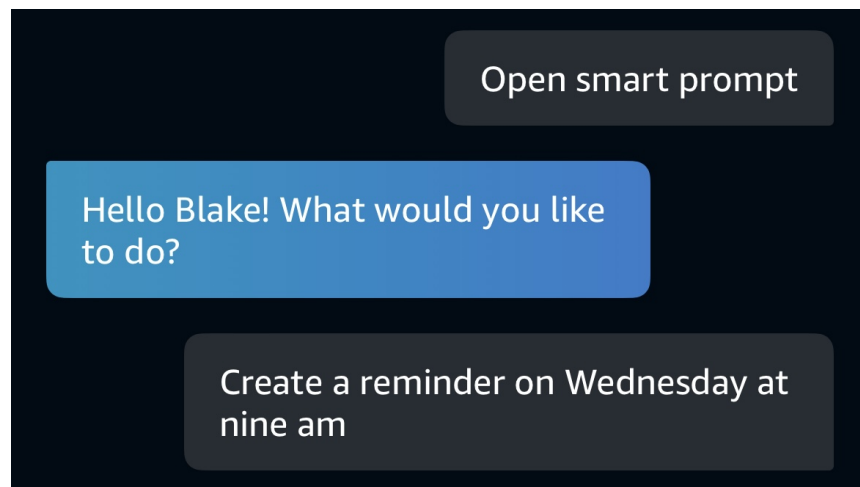 Open smart prompt
Hello Blake! What would you like
to do?
Create a reminder on Wednesday at
nine am